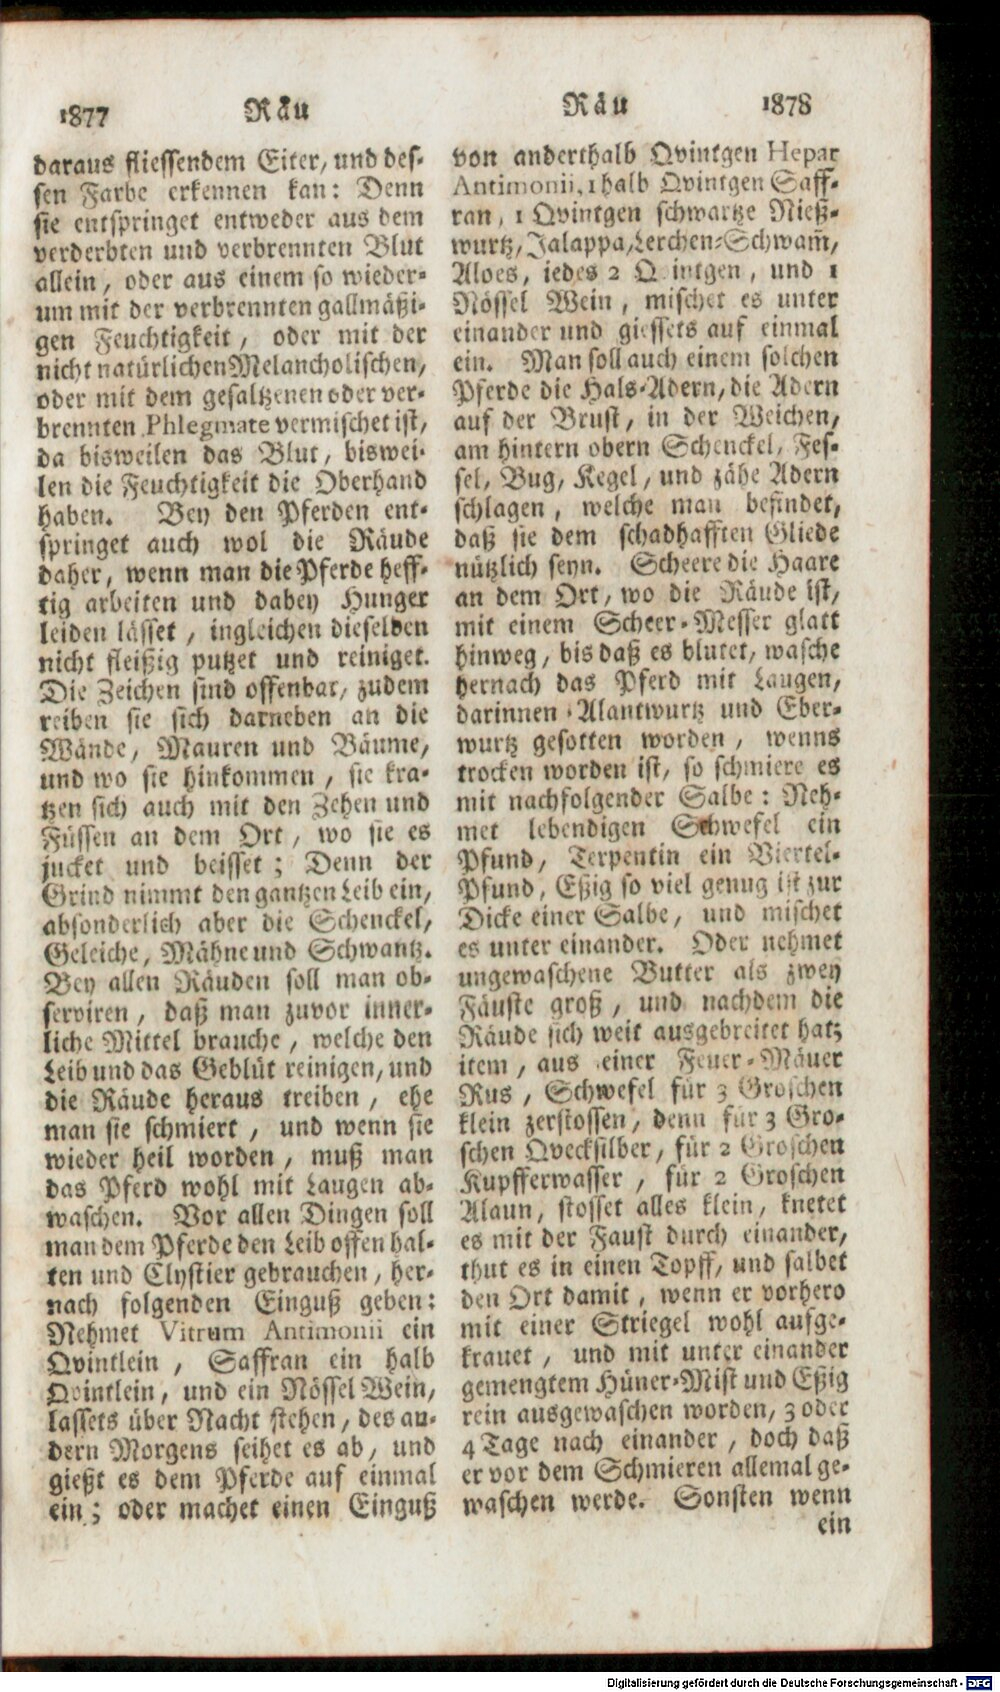 1877 Räu
daraus fliessendem Eiter, und des-
sen Farbe erkennen kan: Denn
sie entspringet entweder aus dem
verderbten und verbrennten Blut
allein, oder aus einem so wieder-
um mit der verbrennten gallmäßi-
gen Feuchtigkeit, oder mit der
nicht natürlichen Melancholischen,
oder mit dem gesaltzenen oder ver-
brennten Phlegmate vermischet ist,
da bisweilen das Blut, biswei-
len die Feuchtigkeit die Oberhand
haben. Bey den Pferden ent-
springet auch wol die Räude
daher, wenn man die Pferde heff-
tig arbeiten und dabey Hunger
leiden lässet, ingleichen dieselben
nicht fleißig putzet und reiniget.
Die Zeichen sind offenbar, zudem
reiben sie sich darneben an die
Wände, Mauren und Bäume,
und wo sie hinkommen, sie kra-
tzen sich auch mit den Zehen und
Füssen an dem Ort, wo sie es
jucket und beisset; Denn der
Grind nimmt den gantzen Leib ein,
absonderlich aber die Schenckel,
Geleiche, Mähne und Schwantz.
Bey allen Räuden soll man ob-
serviren, daß man zuvor inner-
liche Mittel brauche, welche den
Leib und das Geblüt reinigen, und
die Räude heraus treiben, ehe
man sie schmiert, und wenn sie
wieder heil worden, muß man
das Pferd wohl mit Laugen ab-
waschen. Vor allen Dingen soll
man dem Pferde den Leib offen hal-
ten und Clystier gebrauchen, her-
nach folgenden Einguß geben:
Nehmet Vitrum Antimonii ein
Qvintlein, Saffran ein halb
Qvintlein, und ein Nössel Wein,
lassets über Nacht stehen, des an-
dern Morgens seihet es ab, und
gießt es dem Pferde auf einmal
ein; oder machet einen Einguß
Räu 1878
von anderthalb Qvintgen Hepar
Antimonii, 1 halb Qvintgen Saff-
ran, 1 Qvintgen schwartze Nieß-
wurtz, Jalappa, Lerchen-Schwam̃,
Aloes, iedes 2 Qvintgen, und 1
Nössel Wein, mischet es unter
einander und giessets auf einmal
ein. Man soll auch einem solchen
Pferde die Hals-Adern, die Adern
auf der Brust, in der Weichen,
am hintern obern Schenckel, Fes-
sel, Bug, Kegel, und zähe Adern
schlagen, welche man befindet,
daß sie dem schadhafften Gliede
nützlich seyn. Scheere die Haare
an dem Ort, wo die Räude ist,
mit einem Scheer-Messer glatt
hinweg, bis daß es blutet, wasche
hernach das Pferd mit Laugen,
darinnen Alantwurtz und Eber-
wurtz gesotten worden, wenns
trocken worden ist, so schmiere es
mit nachfolgender Salbe: Neh-
met lebendigen Schwefel ein
Pfund, Terpentin ein Viertel-
Pfund, Eßig so viel genug ist zur
Dicke einer Salbe, und mischet
es unter einander. Oder nehmet
ungewaschene Butter als zwey
Fäuste groß, und nachdem die
Räude sich weit ausgebreitet hat;
item, aus einer Feuer-Mäuer
Rus, Schwefel für 3 Groschen
klein zerstossen, denn für 3 Gro-
schen Qvecksilber, für 2 Groschen
Kupfferwasser, für 2 Groschen
Alaun, stosset alles klein, knetet
es mit der Faust durch einander,
thut es in einen Topff, und salbet
den Ort damit, wenn er vorhero
mit einer Striegel wohl aufge-
krauet, und mit unter einander
gemengtem Hüner-Mist und Eßig
rein ausgewaschen worden, 3 oder
4 Tage nach einander, doch daß
er vor dem Schmieren allemal ge-
waschen werde. Sonsten wenn
ein
Digitalisierung gefördert durch die Deutsche Forschungsgemeinschaft - DFG